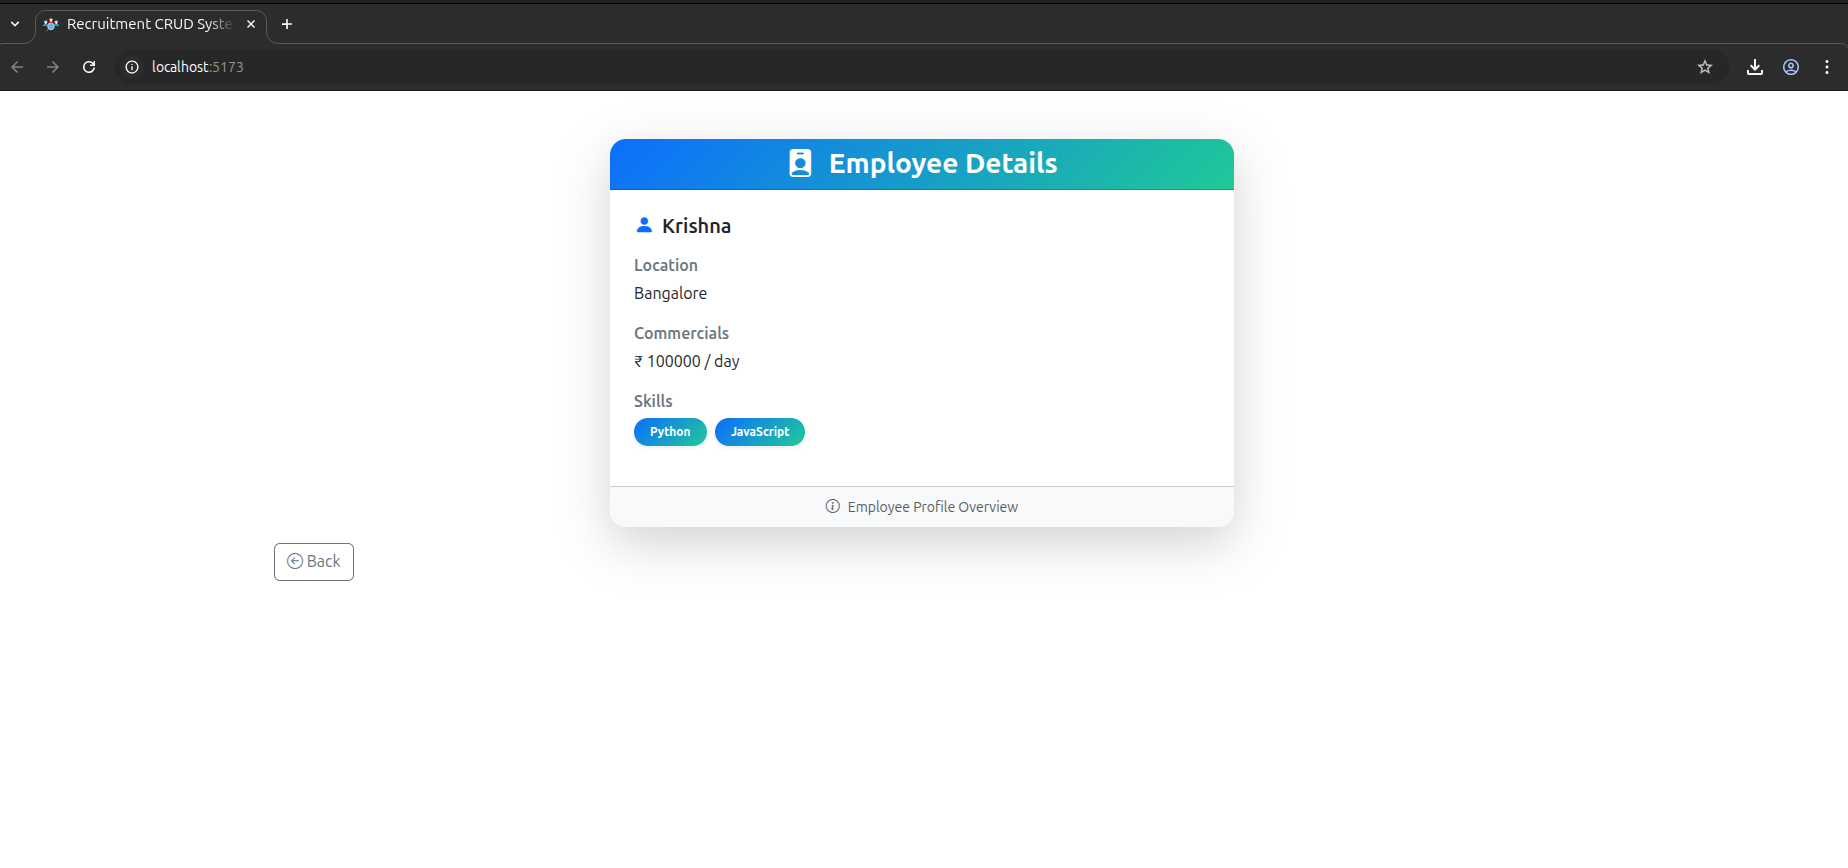 Recruitment CRUD Syste
localhost:5173
Employee Details
Krishna
Location
Bangalore
Commercials
₹ 100000 / day
Skills
Python JavaScript
Employee Profile Overview
Back